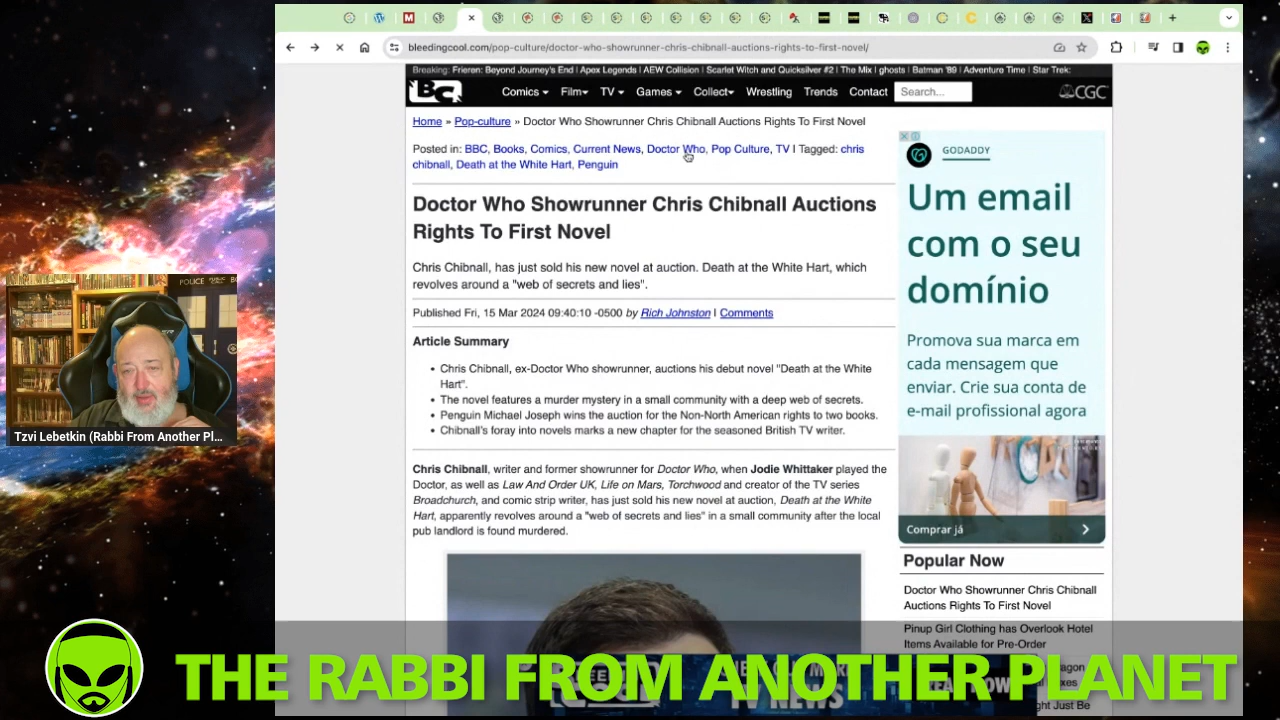 bleedingcool.com/pop-culture/doctor-who-showrunner-chris-chibnall-auctions-rights-to-first-novel/
Breaking: Frieren: Beyond Journey's End | Apex Legends | AEW Collision | Scarlet Witch and Quicksilver #2 | The Mix | ghosts | Batman '89 | Adventure Time | Star Trek:
BC
Comics Film TV Games Collect Wrestling Trends Contact Search... CGC
Home » Pop-culture » Doctor Who Showrunner Chris Chibnall Auctions Rights To First Novel
Posted in: BBC, Books, Comics, Current News, Doctor Who, Pop Culture, TV | Tagged: chris
chibnall, Death at the White Hart, Penguin
Doctor Who Showrunner Chris Chibnall Auctions
Rights To First Novel
Chris Chibnall, has just sold his new novel at auction. Death at the White Hart, which
revolves around a "web of secrets and lies".
Published Fri, 15 Mar 2024 09:40:10 -0500 by Rich Johnston | Comments
Article Summary
• Chris Chibnall, ex-Doctor Who showrunner, auctions his debut novel "Death at the White
Hart".
• The novel features a murder mystery in a small community with a deep web of secrets.
• Penguin Michael Joseph wins the auction for the Non-North American rights to two books.
• Chibnall's foray into novels marks a new chapter for the seasoned British TV writer.
Chris Chibnall, writer and former showrunner for Doctor Who, when Jodie Whittaker played the
Doctor, as well as Law And Order UK, Life on Mars, Torchwood and creator of the TV series
Broadchurch, and comic strip writer, has just sold his new novel at auction, Death at the White
Hart, apparently revolves around a "web of secrets and lies" in a small community after the local
pub landlord is found murdered.
GODADDY
Um email
com o seu
domínio
Promova sua marca em
cada mensagem que
enviar. Crie sua conta de
e-mail profissional agora
Comprar já
Popular Now
Doctor Who Showrunner Chris Chibnall
Auctions Rights To First Novel
Pinup Girl Clothing has Overlook Hotel
Items Available for Pre-Order
POLICE
Tzvi Lebetkin (Rabbi From Another Pl...
THE RABBI FROM ANOTHER PLANET